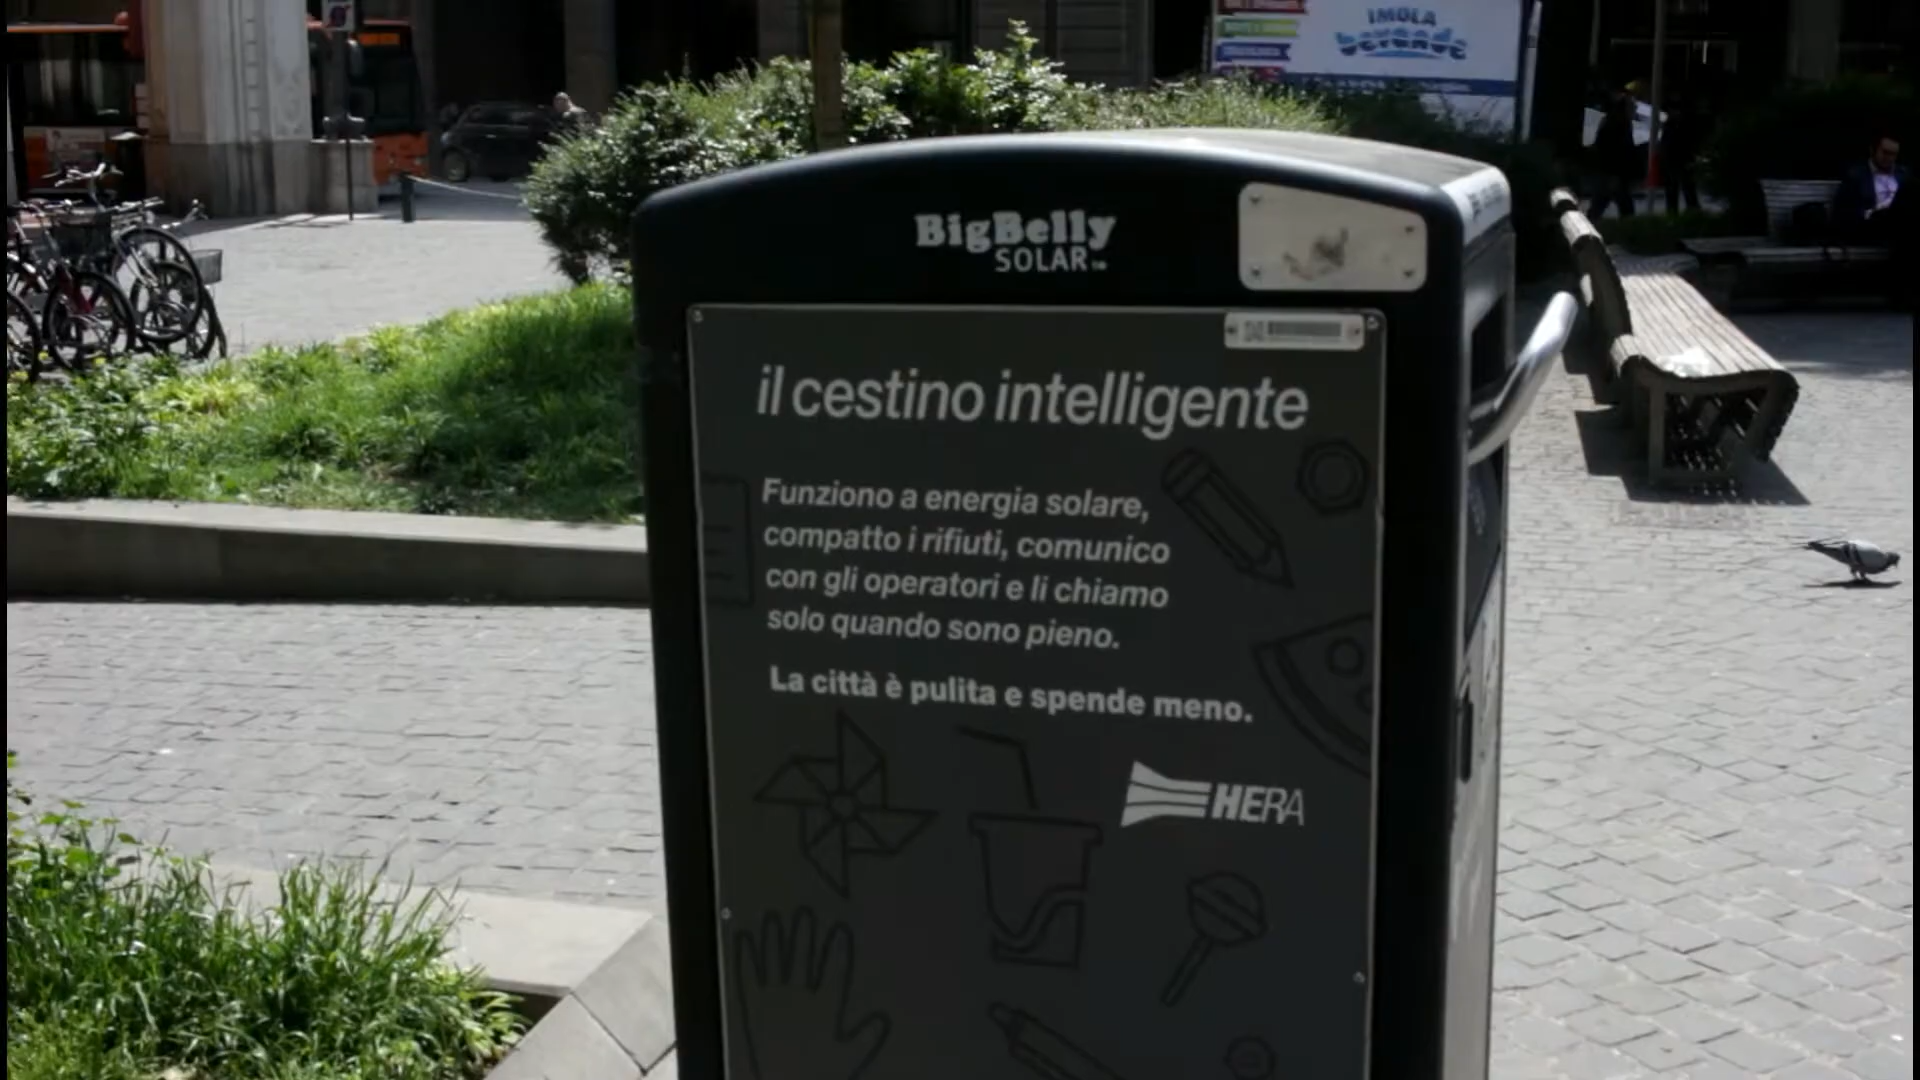 IMOLA
bevande
BigBelly
SOLAR
il cestino intelligente
Funziono a energia solare,
compatto i rifiuti, comunico
con gli operatori e li chiamo
solo quando sono pieno.
La città è pulita e spende meno.
HERA